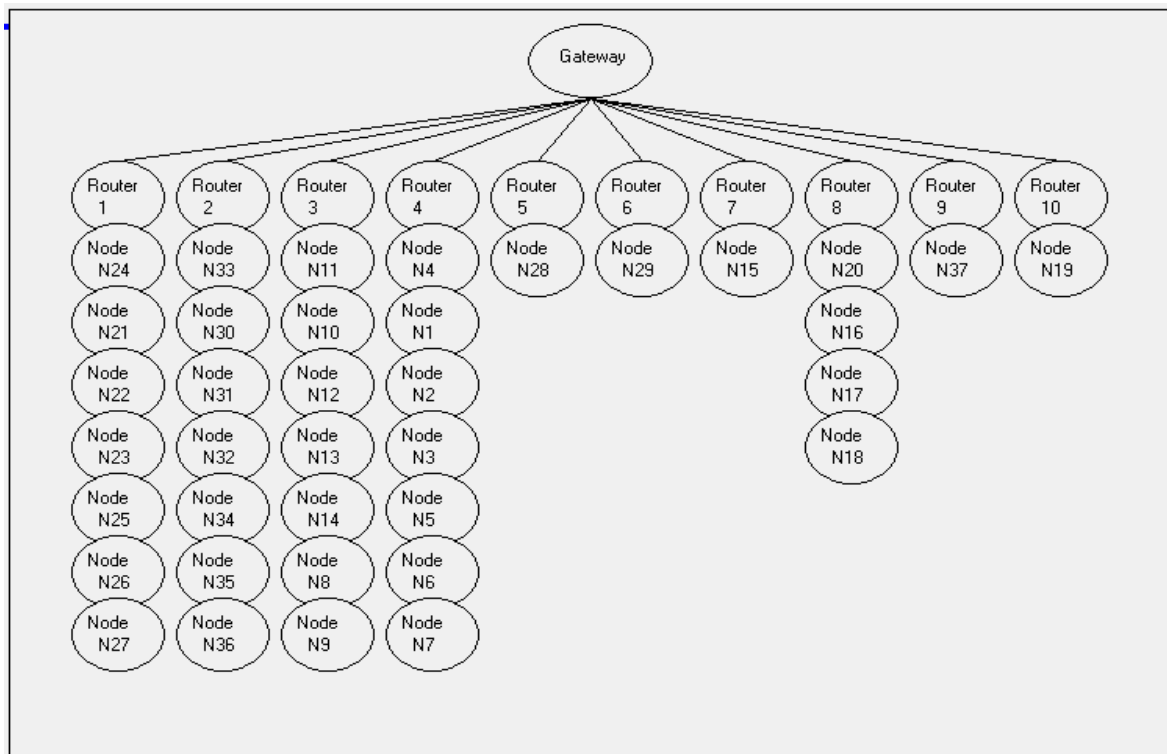 Gateway
Router
1
Router
2
Router
3
Router
4
Router
5
Router
6
Router
7
Router
8
Router
9
Router
10
Node
N24
Node
N33
Node
N11
Node
N4
Node
N28
Node
N29
Node
N15
Node
N20
Node
N37
Node
N19
Node
N21
Node
N30
Node
N10
Node
N1
Node
N16
Node
N22
Node
N31
Node
N12
Node
N2
Node
N17
Node
N23
Node
N32
Node
N13
Node
N3
Node
N18
Node
N25
Node
N34
Node
N14
Node
N5
Node
N26
Node
N35
Node
N8
Node
N6
Node
N27
Node
N36
Node
N9
Node
N7